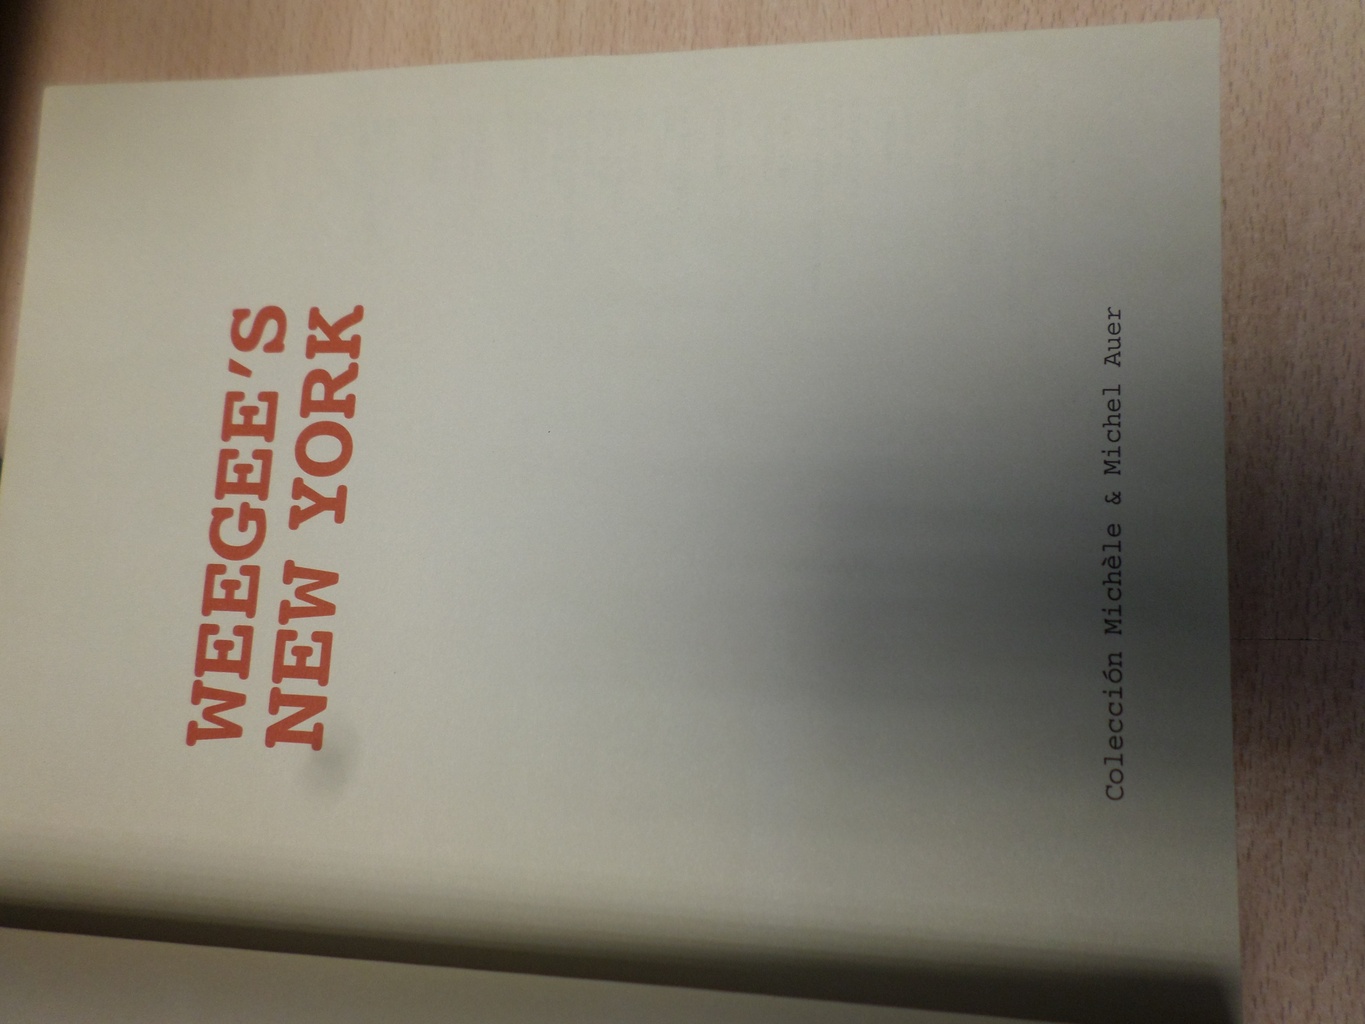 WEEGEE'S
NEW YORK
Colección Michèle & Michel Auer